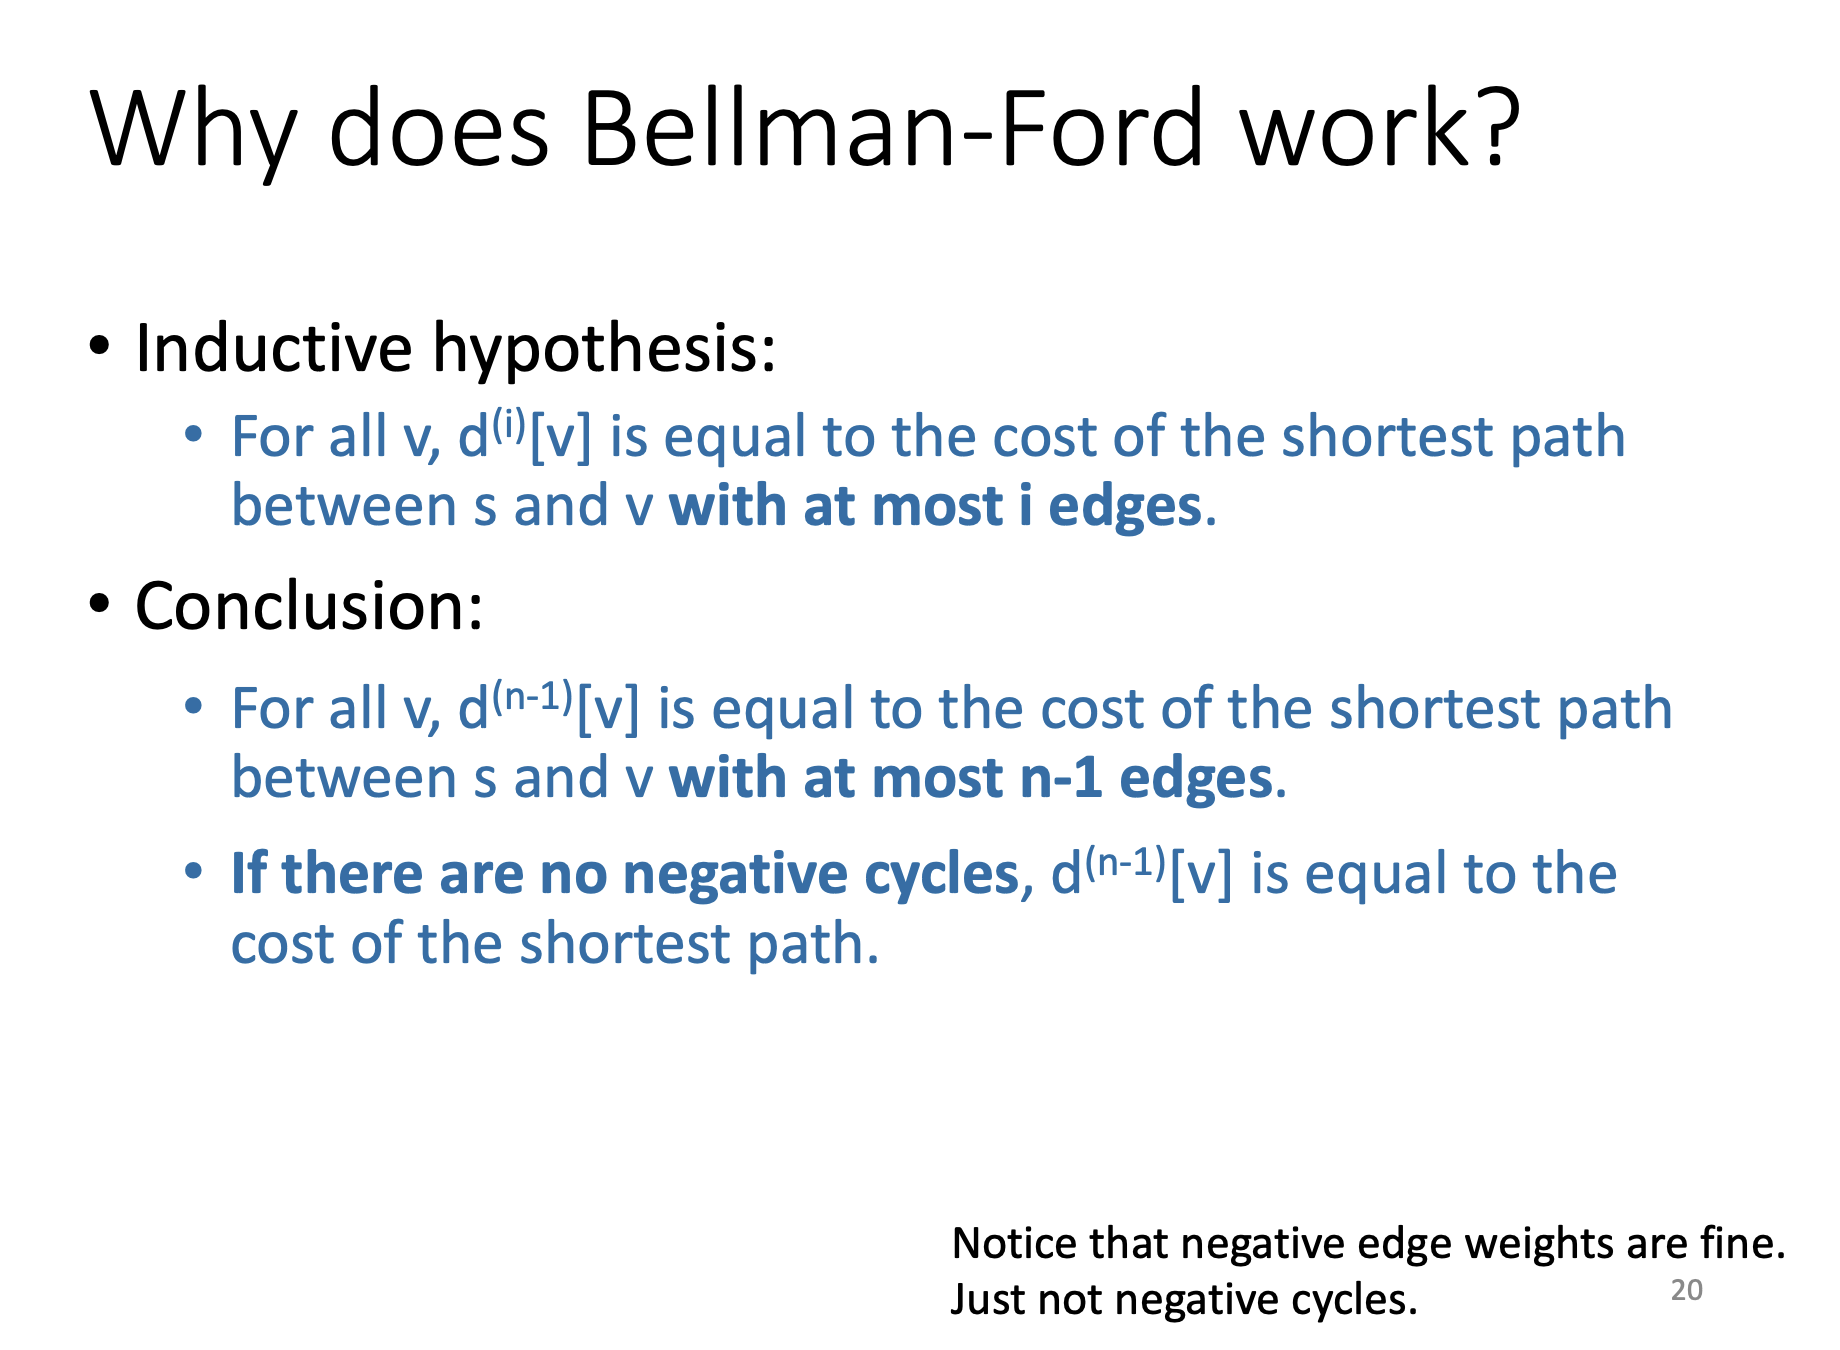 Why does Bellman-Ford work?
• Inductive hypothesis:
• For all v, d(i)[v] is equal to the cost of the shortest path
between s and v with at most i edges.
• Conclusion:
• For all v, d(n-1)[v] is equal to the cost of the shortest path
between s and v with at most n-1 edges.
• If there are no negative cycles, d(n-1)[v] is equal to the
cost of the shortest path.
Notice that negative edge weights are fine.
Just not negative cycles.
20